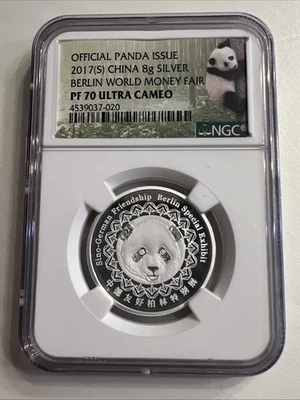 OFFICIAL PANDA ISSUE
2017(S) CHINA 8g SILVER
BERLIN WORLD MONEY FAIR
PF 70 ULTRA CAMEO
4539037-020
NGC®
Sino-German Friendship Berlin Special Exhibit
中德友好柏林特别展